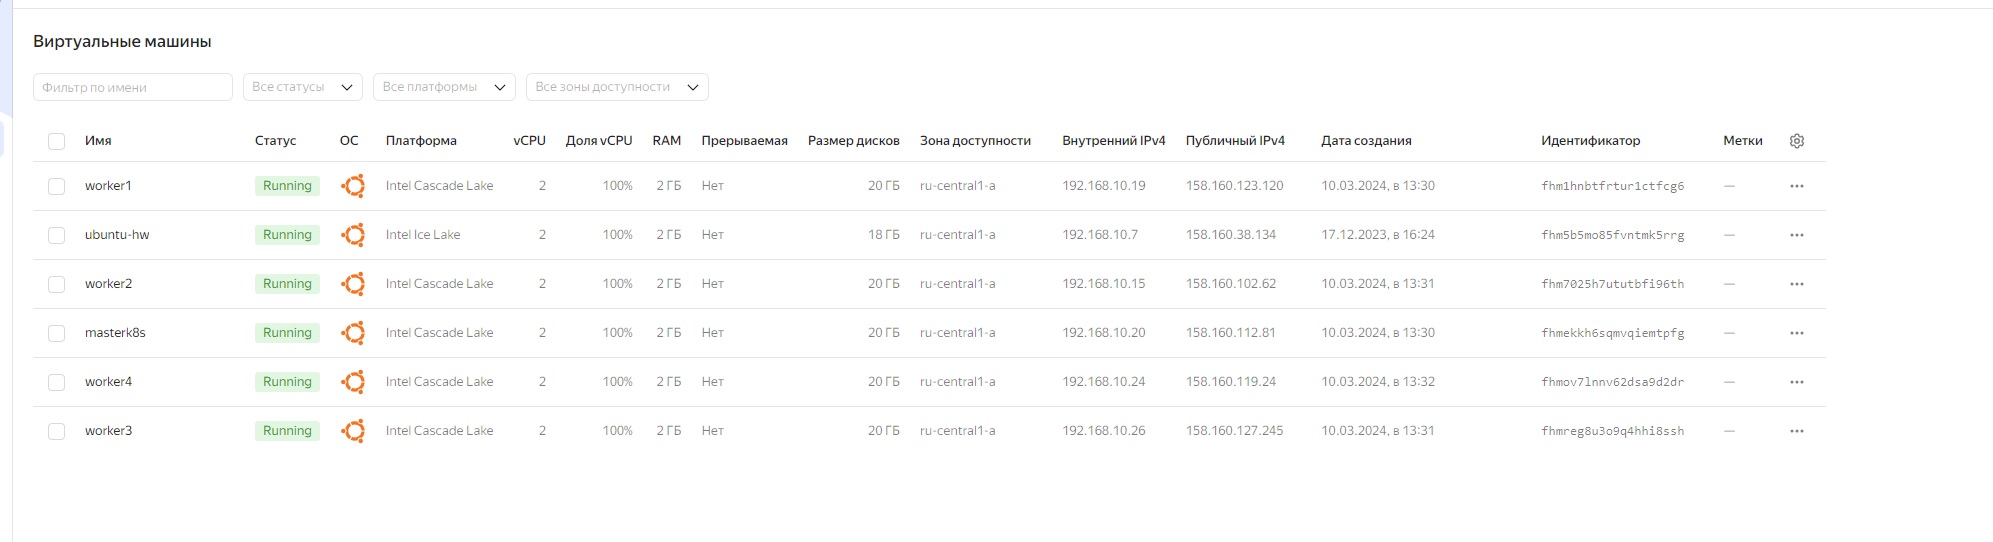 Виртуальные машины
Фильтр по имени Все статусы Все платформы Все зоны доступности
Имя Статус ОС Платформа vCPU Доля vCPU RAM Прерываемая Размер дисков Зона доступности Внутренний IPv4 Публичный IPv4 Дата создания Идентификатор Метки
worker1 Running Intel Cascade Lake 2 100% 2 ГБ Нет 20 ГБ ru-central1-a 192.168.10.19 158.160.123.120 10.03.2024, в 13:30 fhm1hnbtfrtur1ctfcg6 —
ubuntu-hw Running Intel Ice Lake 2 100% 2 ГБ Нет 18 ГБ ru-central1-a 192.168.10.7 158.160.38.134 17.12.2023, в 16:24 fhm5b5mo85fvntmk5rrg —
worker2 Running Intel Cascade Lake 2 100% 2 ГБ Нет 20 ГБ ru-central1-a 192.168.10.15 158.160.102.62 10.03.2024, в 13:31 fhm7025h7ututbfi96th —
masterk8s Running Intel Cascade Lake 2 100% 2 ГБ Нет 20 ГБ ru-central1-a 192.168.10.20 158.160.112.81 10.03.2024, в 13:30 fhmekkh6sqmvqiemtpfg —
worker4 Running Intel Cascade Lake 2 100% 2 ГБ Нет 20 ГБ ru-central1-a 192.168.10.24 158.160.119.24 10.03.2024, в 13:32 fhmov7lnnv62dsa9d2dr —
worker3 Running Intel Cascade Lake 2 100% 2 ГБ Нет 20 ГБ ru-central1-a 192.168.10.26 158.160.127.245 10.03.2024, в 13:31 fhmreg8u3o9q4hhi8ssh —